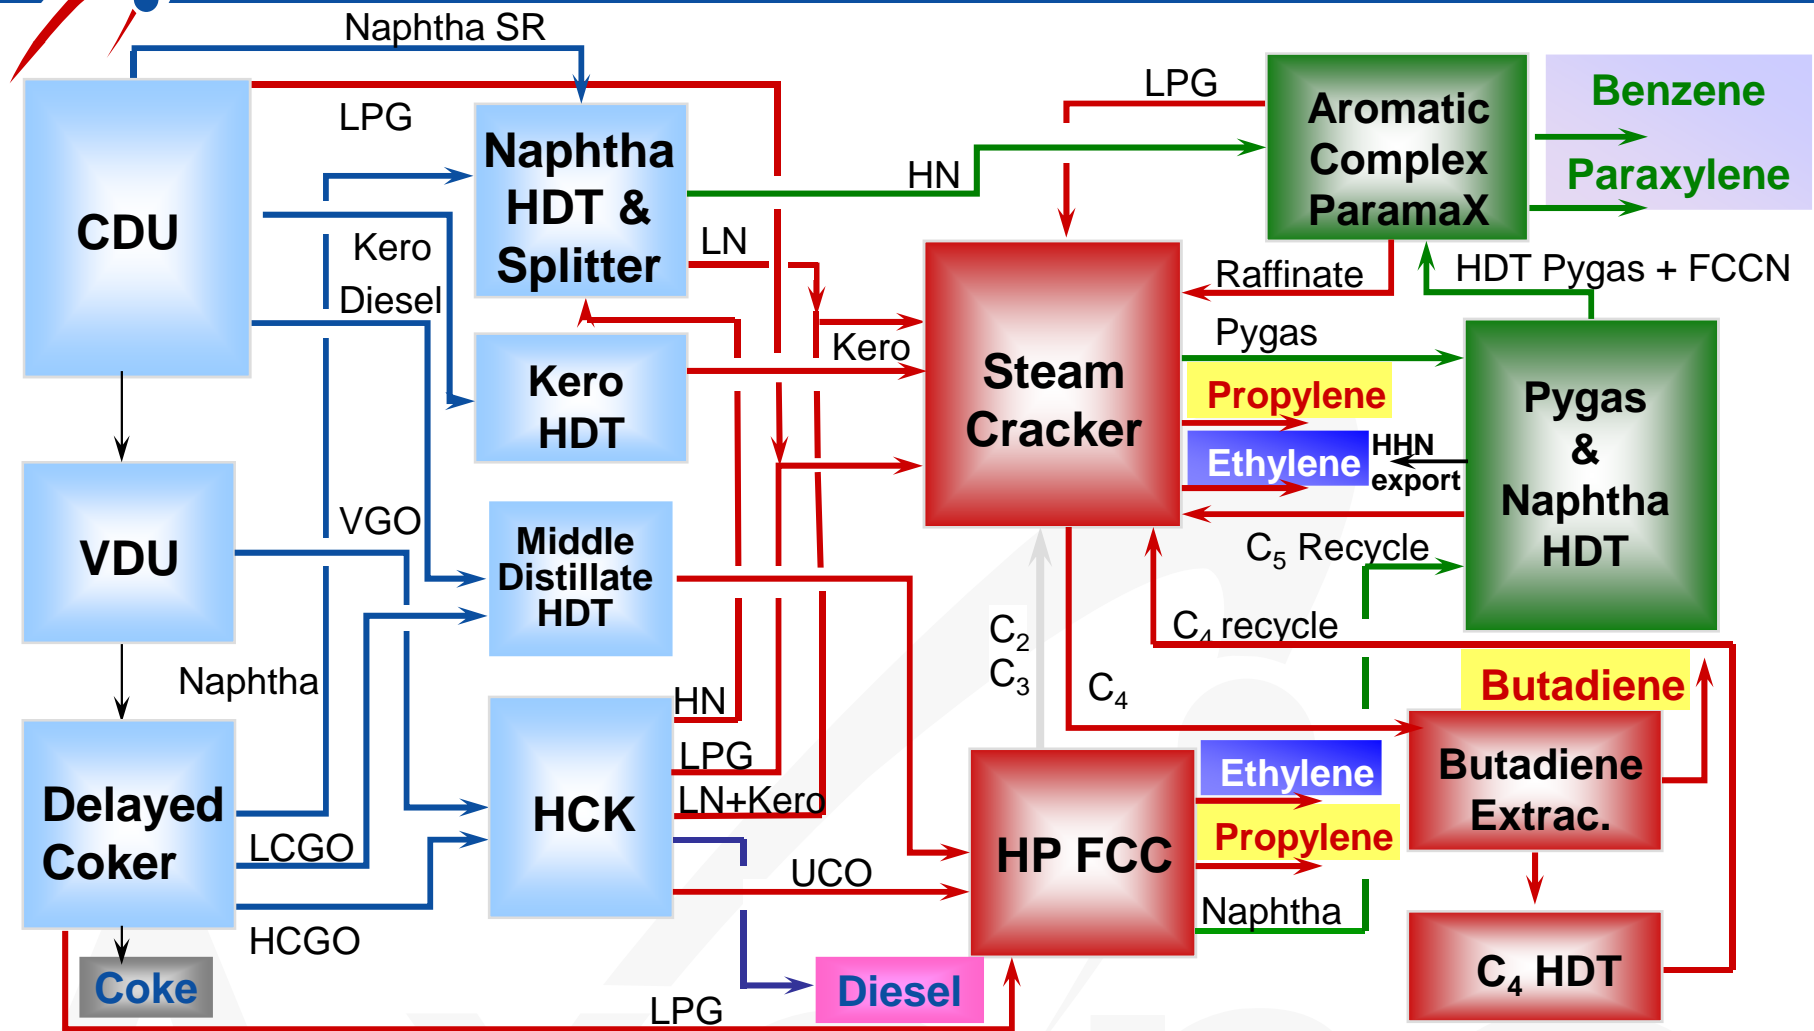 Naphtha SR
LPG
CDU
Kero
Diesel
Naphtha
HDT &
Splitter
HN
LN
LPG
Aromatic
Complex
ParamaX
Benzene
Paraxylene
Raffinate
HDT Pygas + FCCN
Kero
HDT
Kero
Steam
Cracker
Pygas
Propylene
Ethylene
HHN
export
Pygas
&
Naphtha
HDT
C5 Recycle
VDU
VGO
Middle
Distillate
HDT
C2
C3
C4
C4 recycle
Butadiene
Naphtha
Delayed
Coker
LCGO
HCGO
Coke
HCK
HN
LPG
LN+Kero
UCO
Diesel
LPG
HP FCC
Ethylene
Propylene
Naphtha
Butadiene
Extrac.
C4 HDT